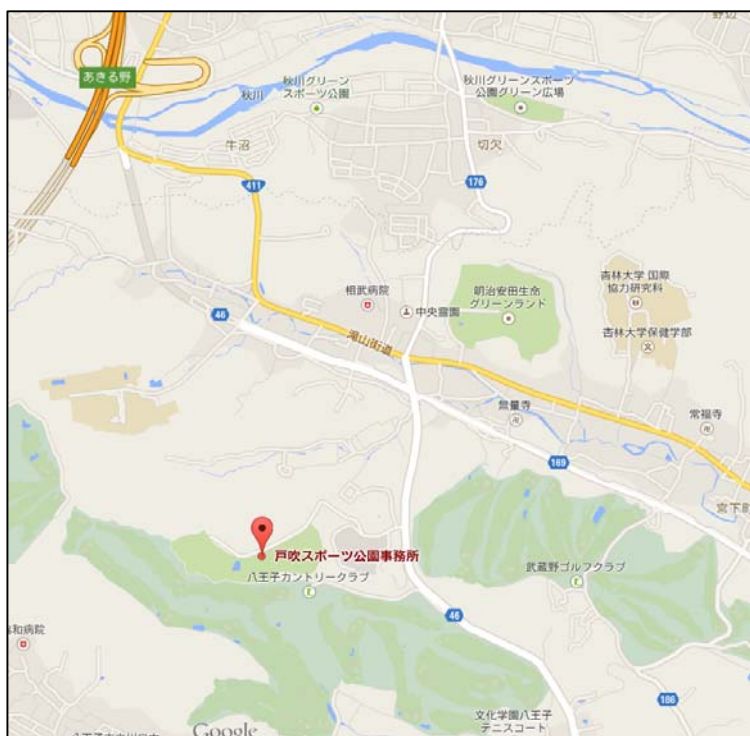 野辺
あきる野
秋川グリーン
スポーツ公園
秋川グリーンスポーツ
公園グリーン広場
秋川
牛沼
切欠
176
411
杏林大学 国際
協力研究科
相武病院
中央霊園
明治安田生命
グリーンランド
46
杏林大学保健学部
滝山街道
無量寺
常福寺
169
宮下町
戸吹スポーツ公園事務所
八王子カントリークラブ
武蔵野ゴルフクラブ
46
和病院
186
文化学園八王子
テニスコート
Google